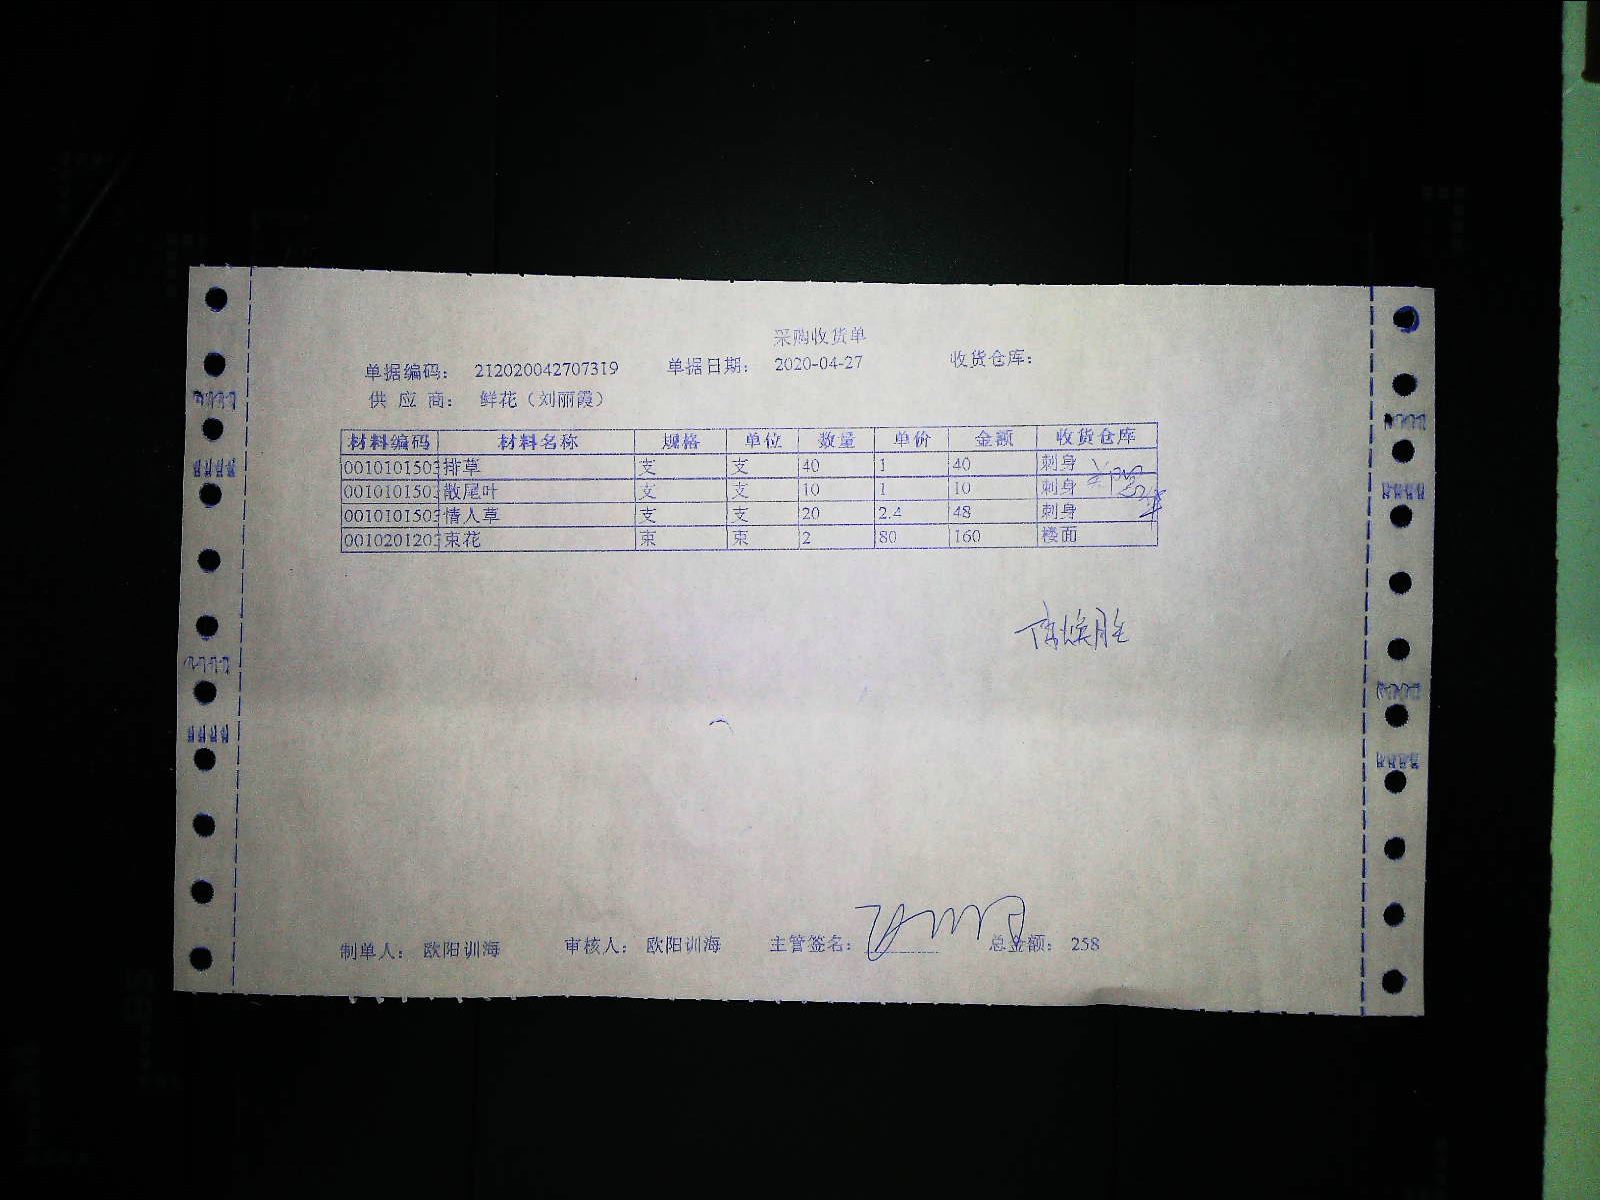 采购收货单
单据编码： 212020042707319 单据日期： 2020-04-27 收货仓库：
供 应 商： 鲜花（刘丽霞）
材料编码 材料名称 规格 单位 数量 单价 金额 收货仓库
0010101503 排草 支 支 40 1 40 刺身
0010101503 散尾叶 支 支 10 1 10 刺身
0010101503 情人草 支 支 20 2.4 48 刺身
0010201203 束花 束 束 2 80 160 楼面
制单人： 欧阳训海 审核人： 欧阳训海 主管签名： 总金额： 258